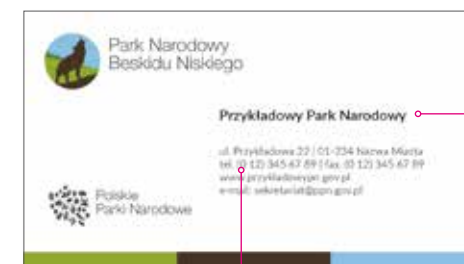 Park Narodowy
Beskidu Niskiego
Przykładowy Park Narodowy
ul. Przykładowa 22 | 01-234 Nazwa Miasta
tel. (0 12) 345 67 89 | fax. (0 12) 345 67 89
www.przykladowypn.gov.pl
e-mail: sekretariat@ppn.gov.pl
Polskie
Parki Narodowe